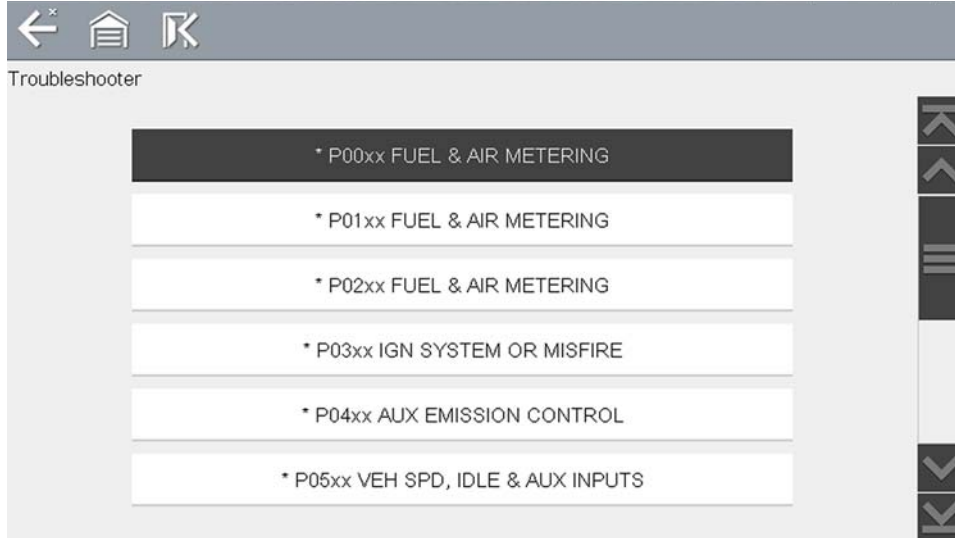 Troubleshooter
* P00xx FUEL & AIR METERING
* P01xx FUEL & AIR METERING
* P02xx FUEL & AIR METERING
* P03xx IGN SYSTEM OR MISFIRE
* P04xx AUX EMISSION CONTROL
* P05xx VEH SPD, IDLE & AUX INPUTS